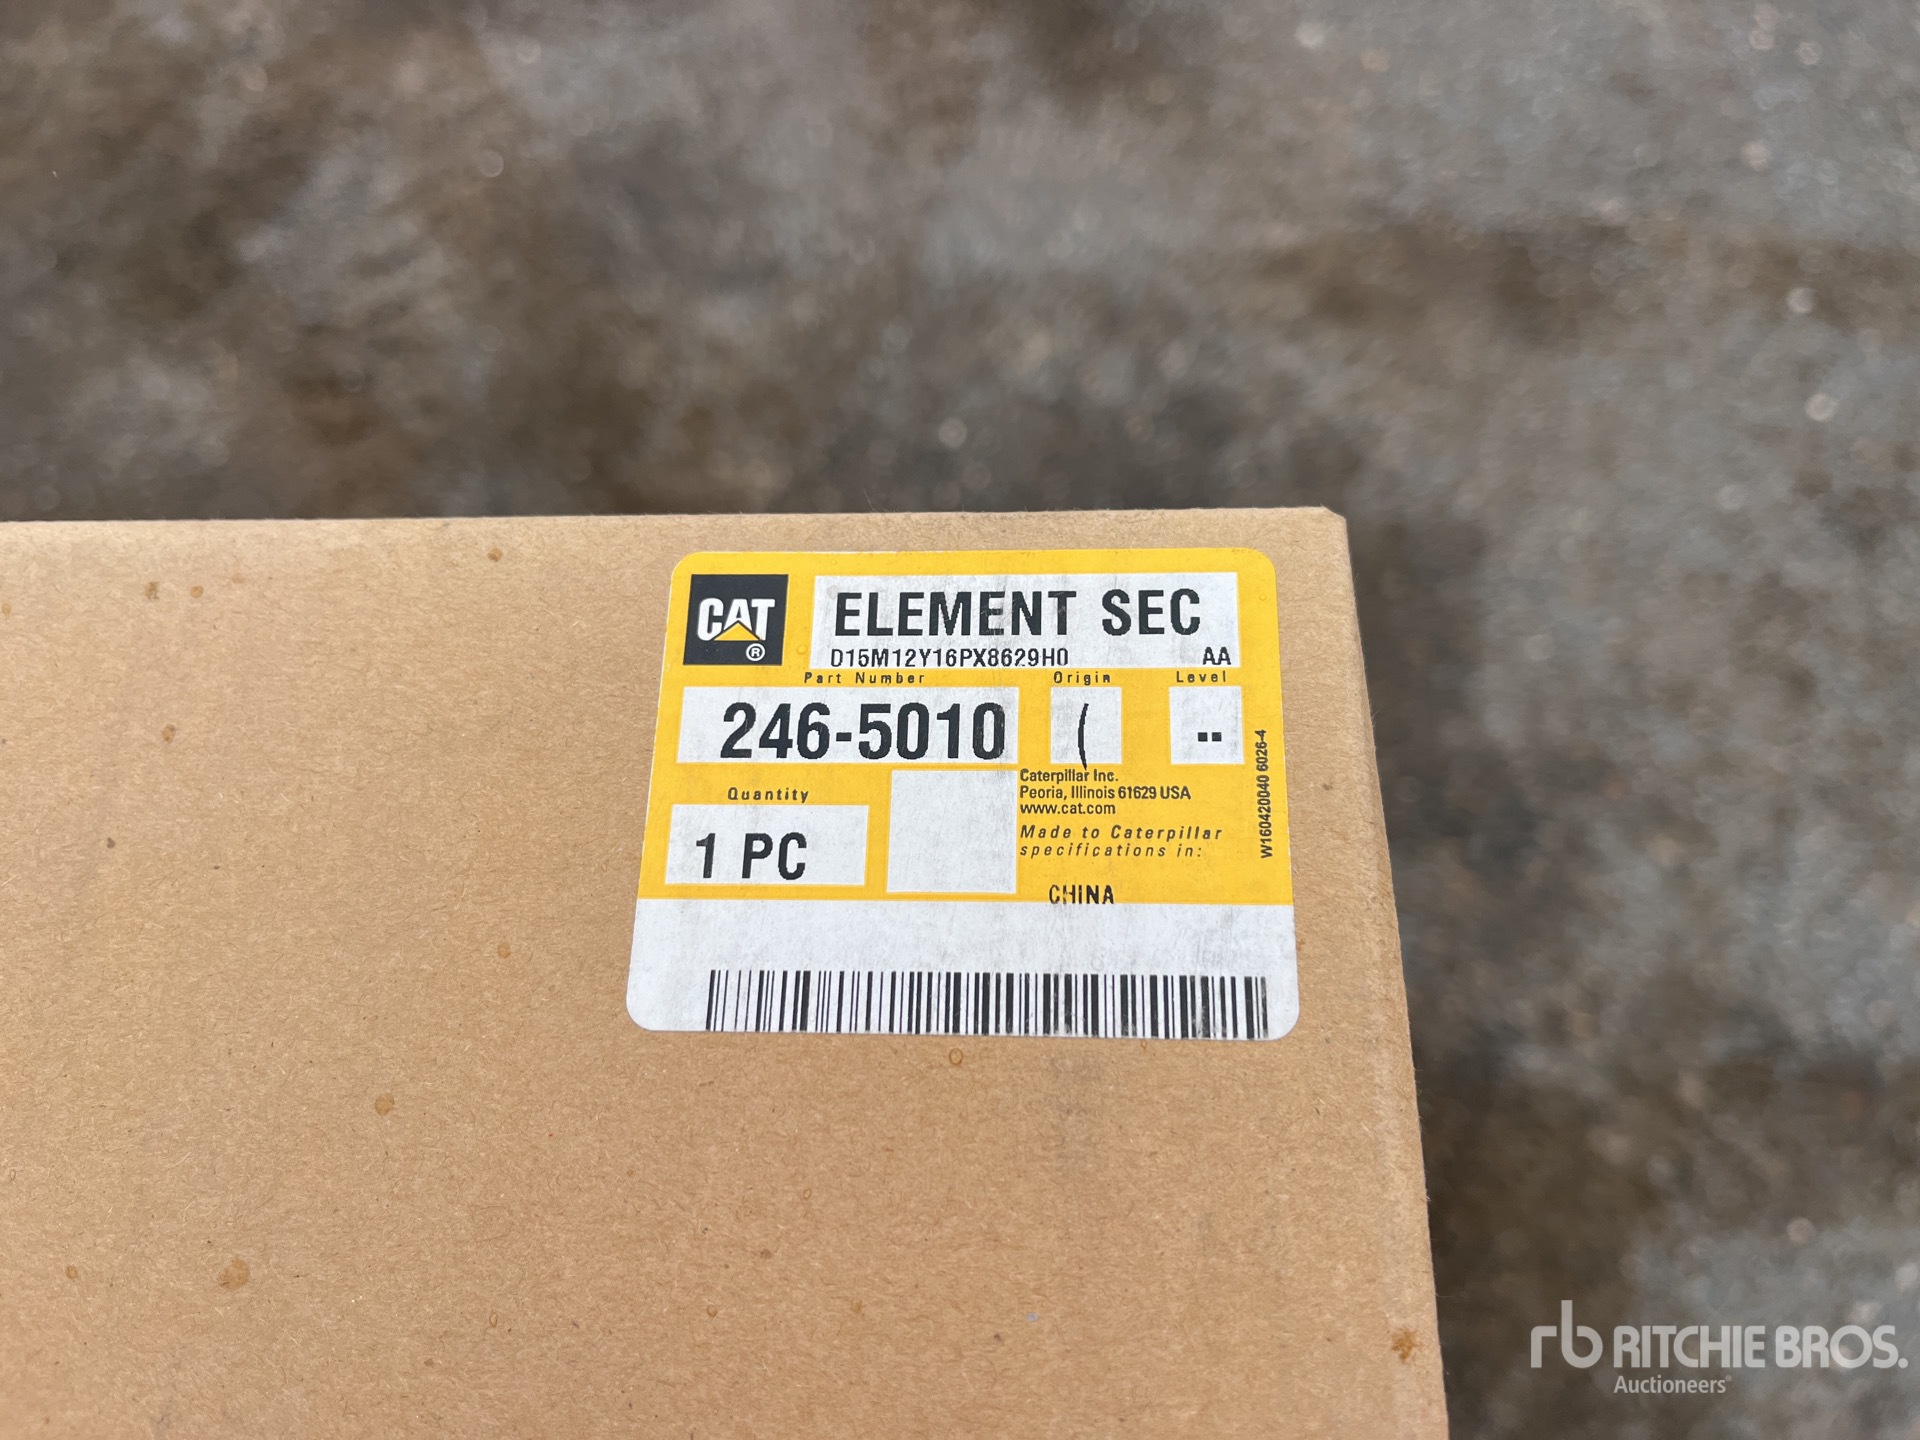 CAT
®
ELEMENT SEC
D15M12Y16PX8629H0 AA
Part Number Origin Level
246-5010 ( --
Quantity
1 PC
Caterpillar Inc.
Peoria, Illinois 61629 USA
www.cat.com
Made to Caterpillar
specifications in:
CHINA
W160420040 6026-4
rb RITCHIE BROS.
Auctioneers